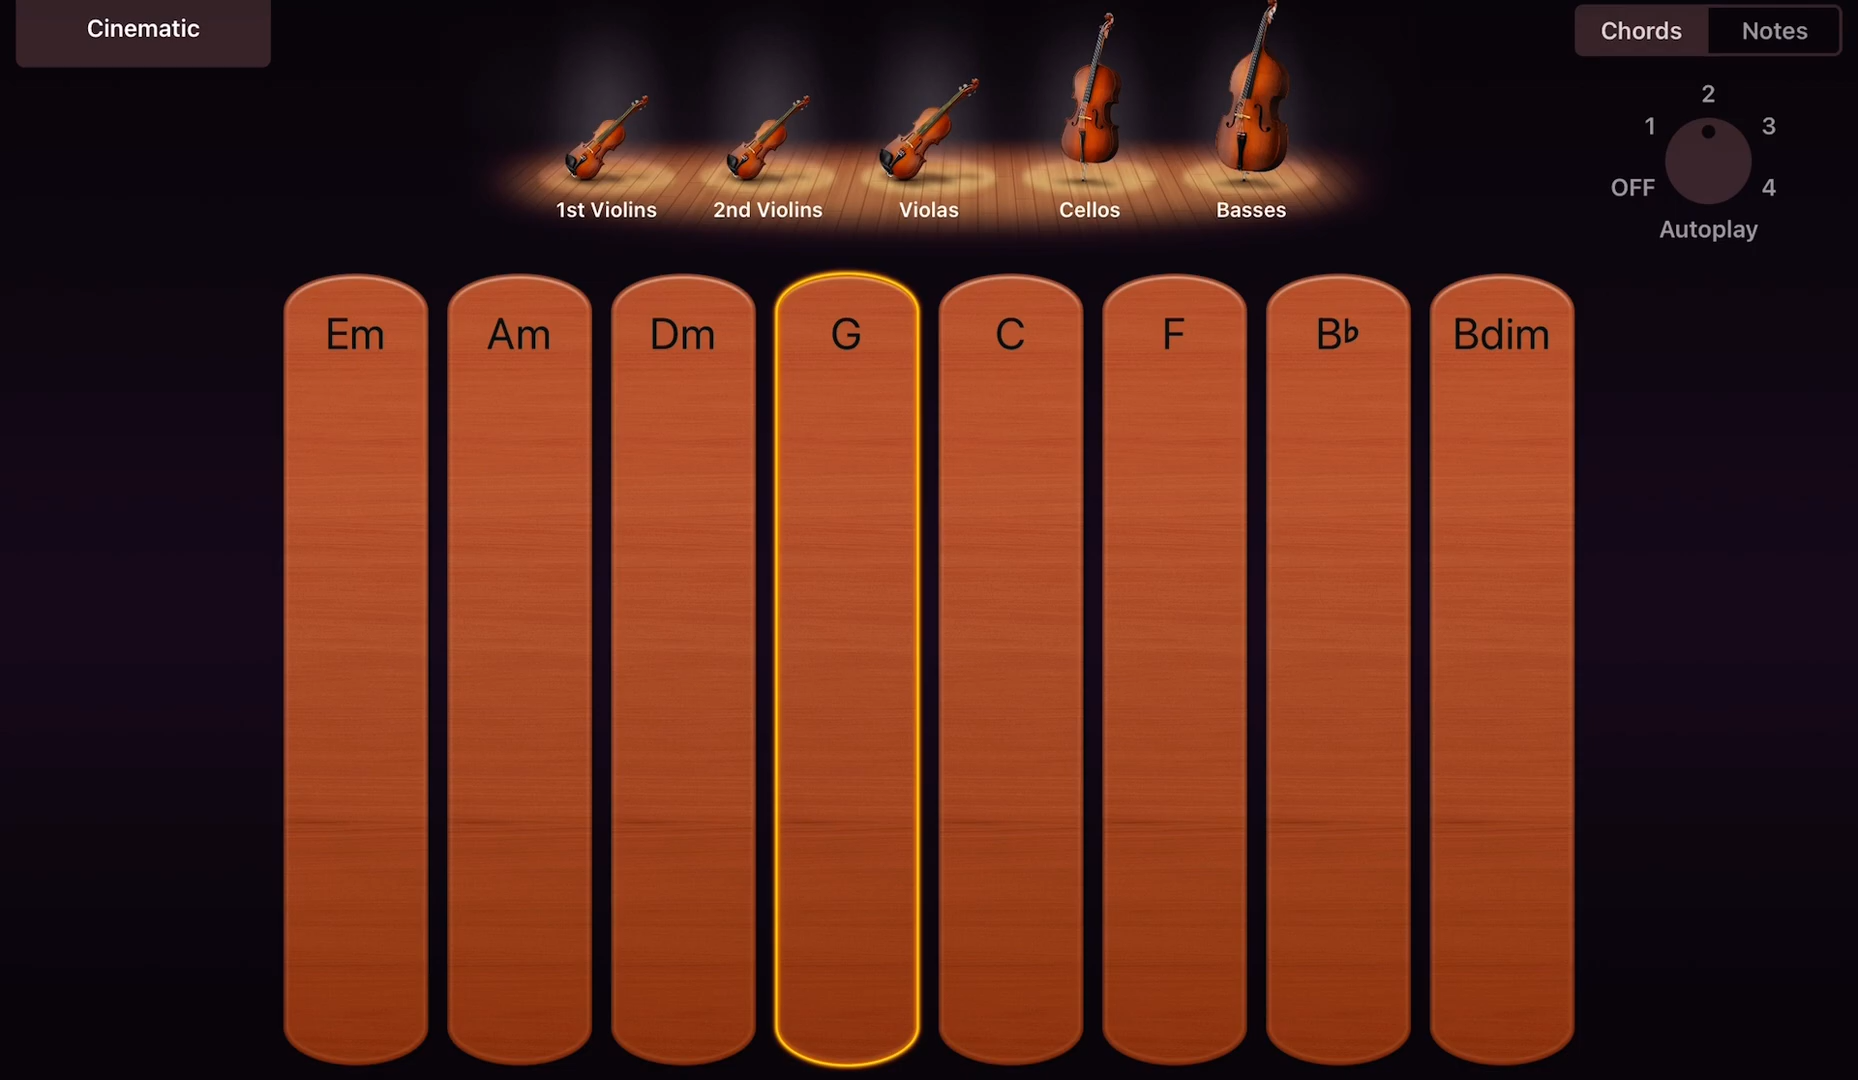 Cinematic
Chords Notes
2
1 3
OFF 4
Autoplay
1st Violins 2nd Violins Violas Cellos Basses
Em Am Dm G C F B♭ Bdim